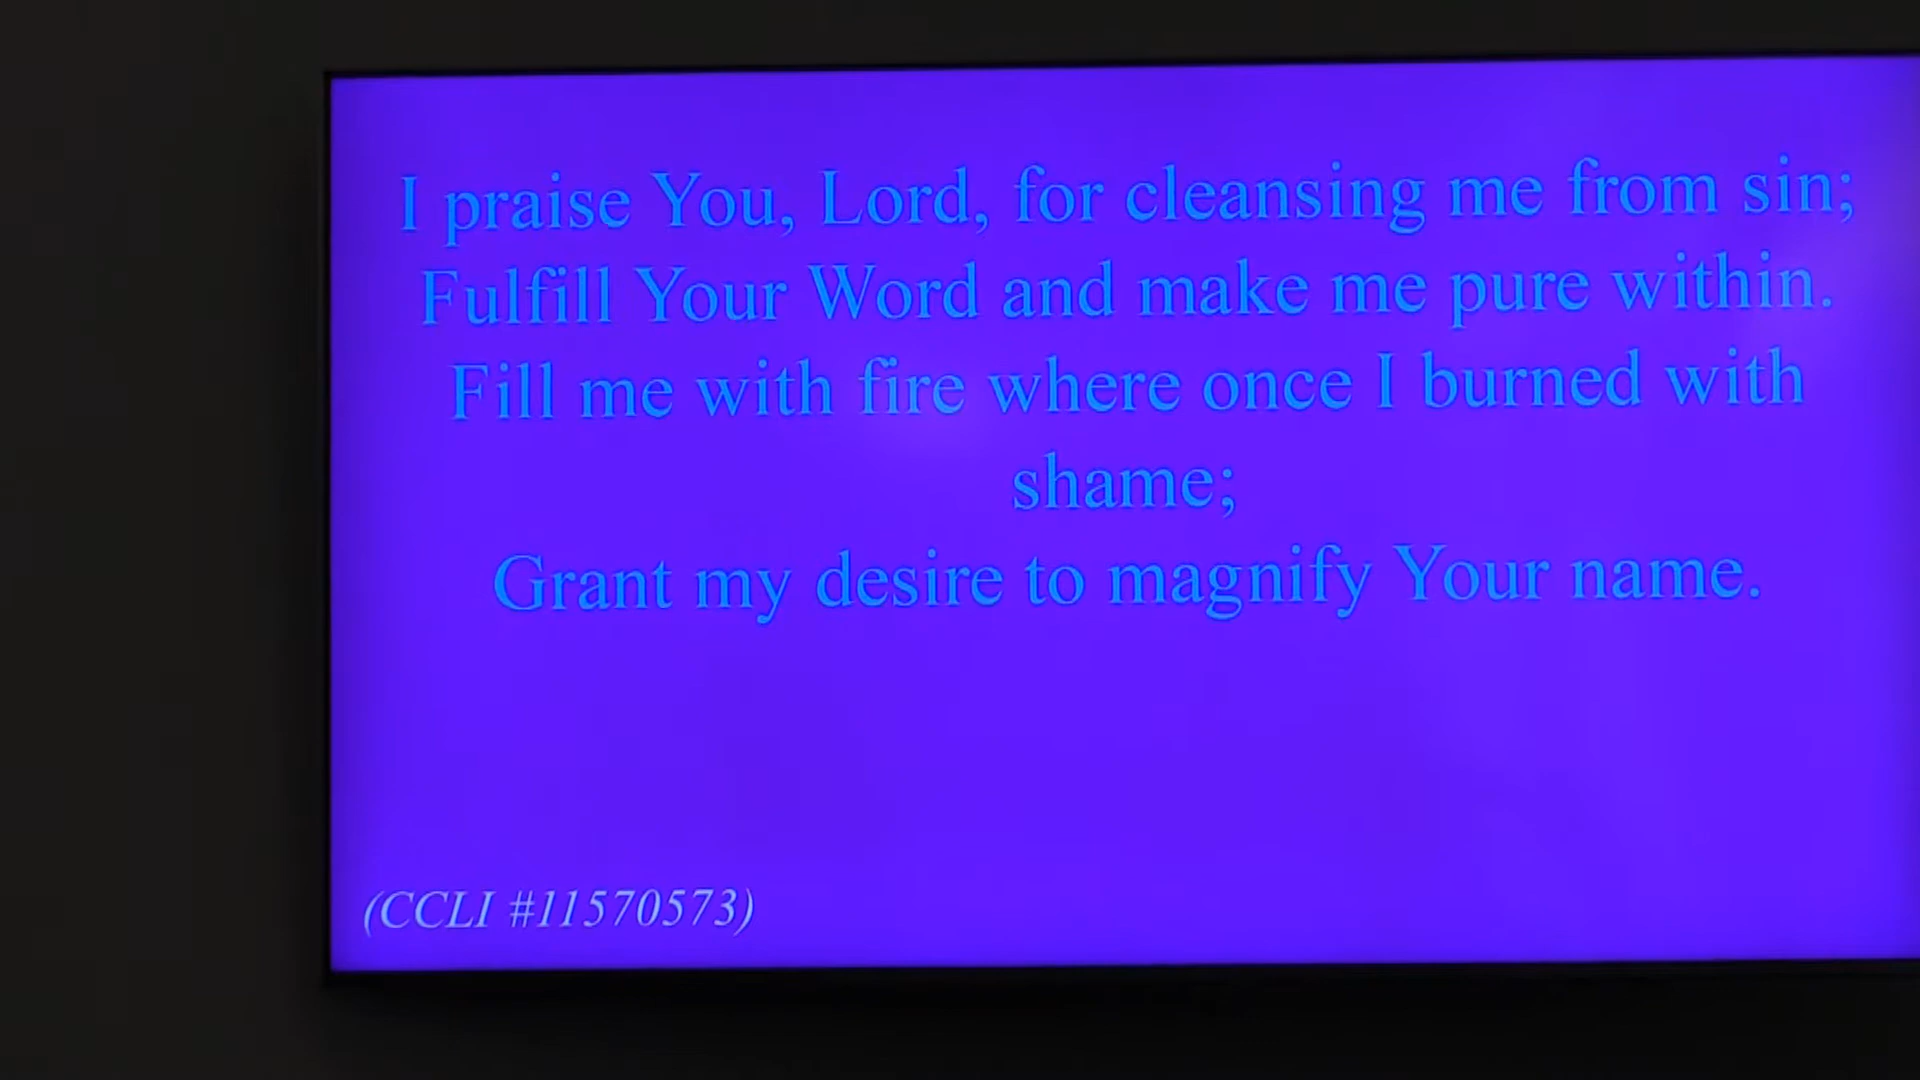 I praise You, Lord, for cleansing me from sin;
Fulfill Your Word and make me pure within.
Fill me with fire where once I burned with
shame;
Grant my desire to magnify Your name.
(CCLI #11570573)